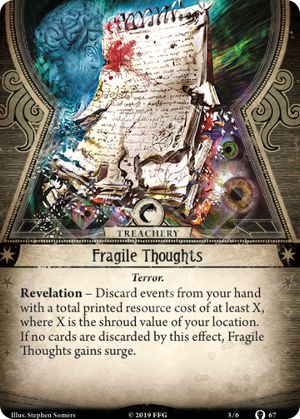 TREACHERY
Fragile Thoughts
Terror.
Revelation – Discard events from your hand
with a total printed resource cost of at least X,
where X is the shroud value of your location.
If no cards are discarded by this effect, Fragile
Thoughts gains surge.
Illus. Stephen Somers
© 2019 FFG
3/6
67